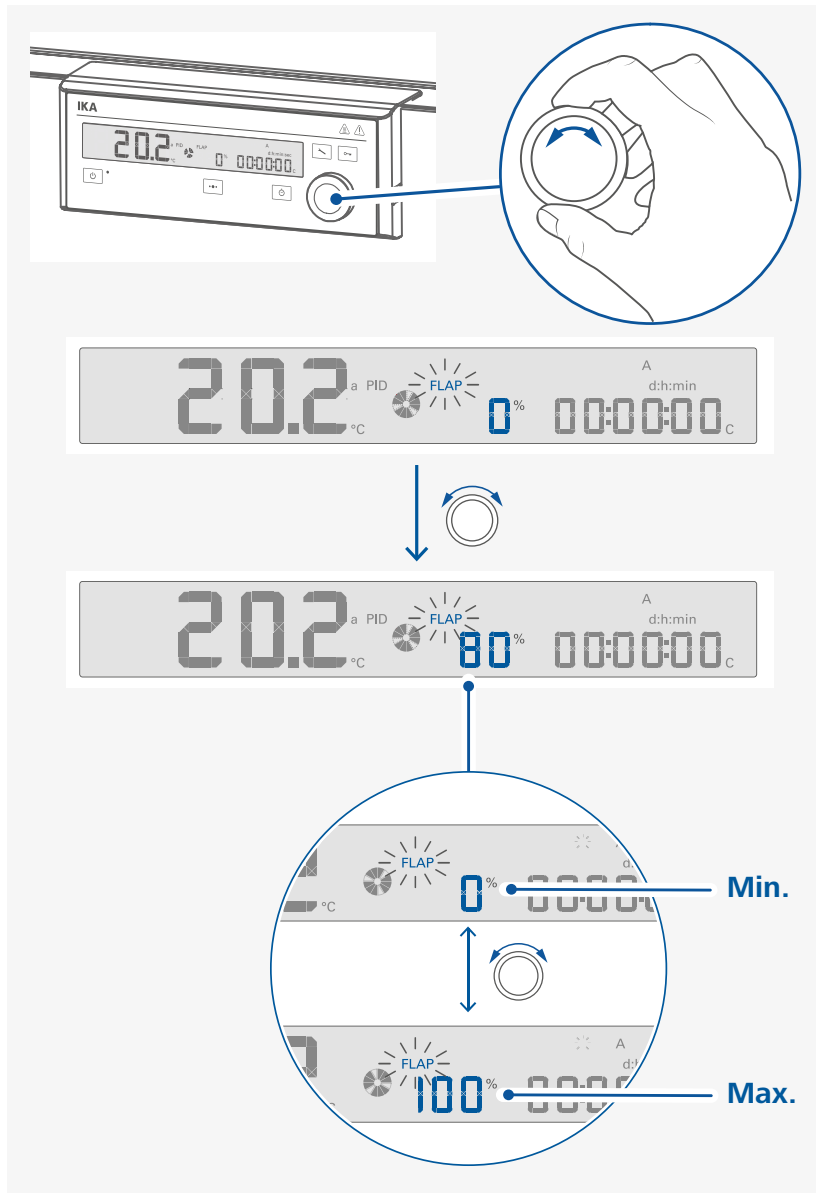 IKA
20.2 a PID FLAP A
d:h:min:sec
°C 0% 00:00:00 C
20.2 a PID FLAP A
d:h:min
°C 0% 00:00:00 C
20.2 a PID FLAP A
d:h:min
°C 80% 00:00:00 C
FLAP
°C 0% Min.
FLAP A
100% Max.